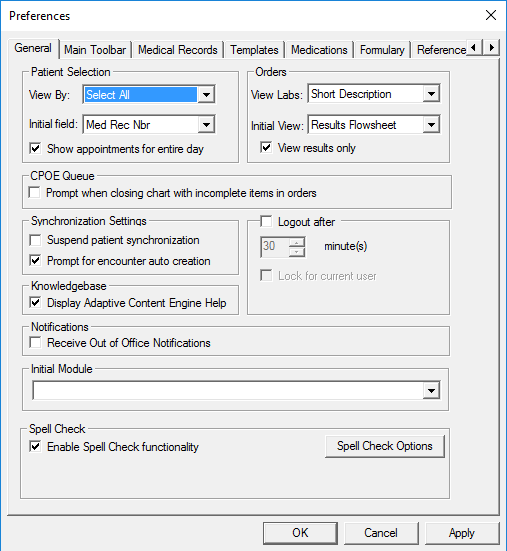 Preferences
General Main Toolbar Medical Records Templates Medications Formulary Reference
Patient Selection
View By: Select All
Initial field: Med Rec Nbr
Show appointments for entire day
Orders
View Labs: Short Description
Initial View: Results Flowsheet
View results only
CPOE Queue
Prompt when closing chart with incomplete items in orders
Synchronization Settings
Suspend patient synchronization
Prompt for encounter auto creation
Logout after
30 minute(s)
Lock for current user
Knowledgebase
Display Adaptive Content Engine Help
Notifications
Receive Out of Office Notifications
Initial Module
Spell Check
Enable Spell Check functionality
Spell Check Options
OK Cancel Apply